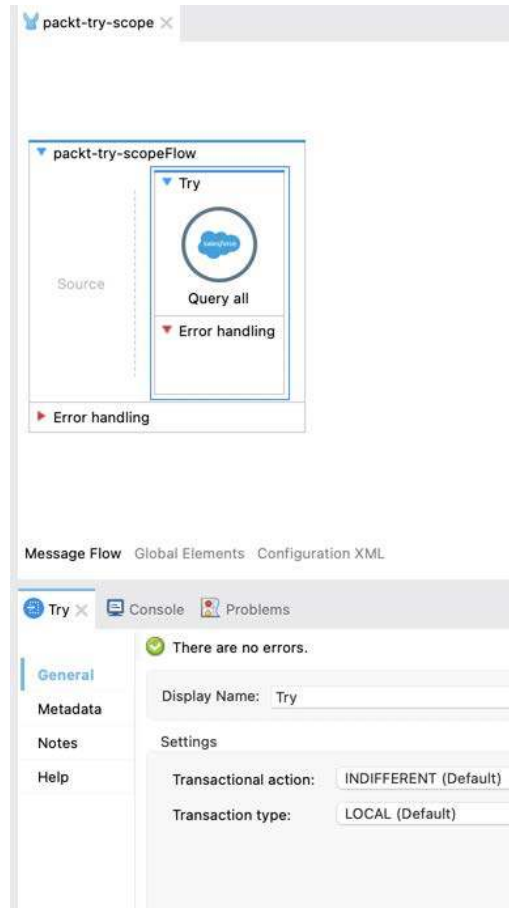 packt-try-scope
packt-try-scopeFlow
Try
Source
salesforce
Query all
Error handling
Error handling
Message Flow Global Elements Configuration XML
Try Console Problems
There are no errors.
General
Metadata
Notes
Help
Display Name: Try
Settings
Transactional action: INDIFFERENT (Default)
Transaction type: LOCAL (Default)